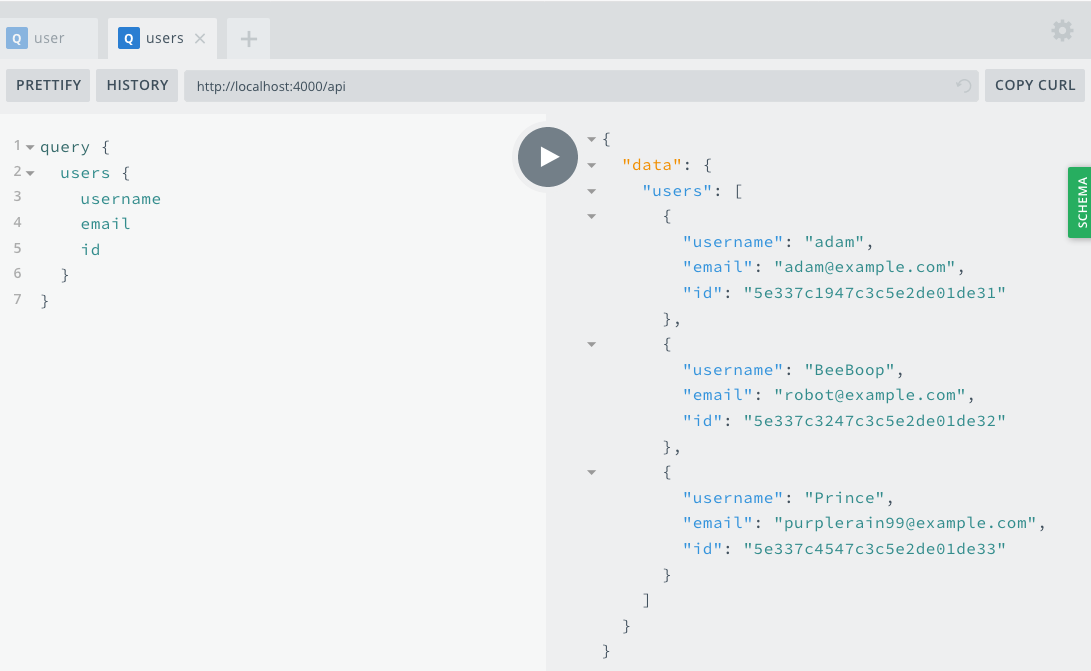 Q user
Q users
PRETTIFY HISTORY http://localhost:4000/api COPY CURL
1 query {
2 users {
3 username
4 email
5 id
6 }
7 }
{
"data": {
"users": [
{
"username": "adam",
"email": "adam@example.com",
"id": "5e337c1947c3c5e2de01de31"
},
{
"username": "BeeBoop",
"email": "robot@example.com",
"id": "5e337c3247c3c5e2de01de32"
},
{
"username": "Prince",
"email": "purplerain99@example.com",
"id": "5e337c4547c3c5e2de01de33"
}
]
}
}
SCHEMA